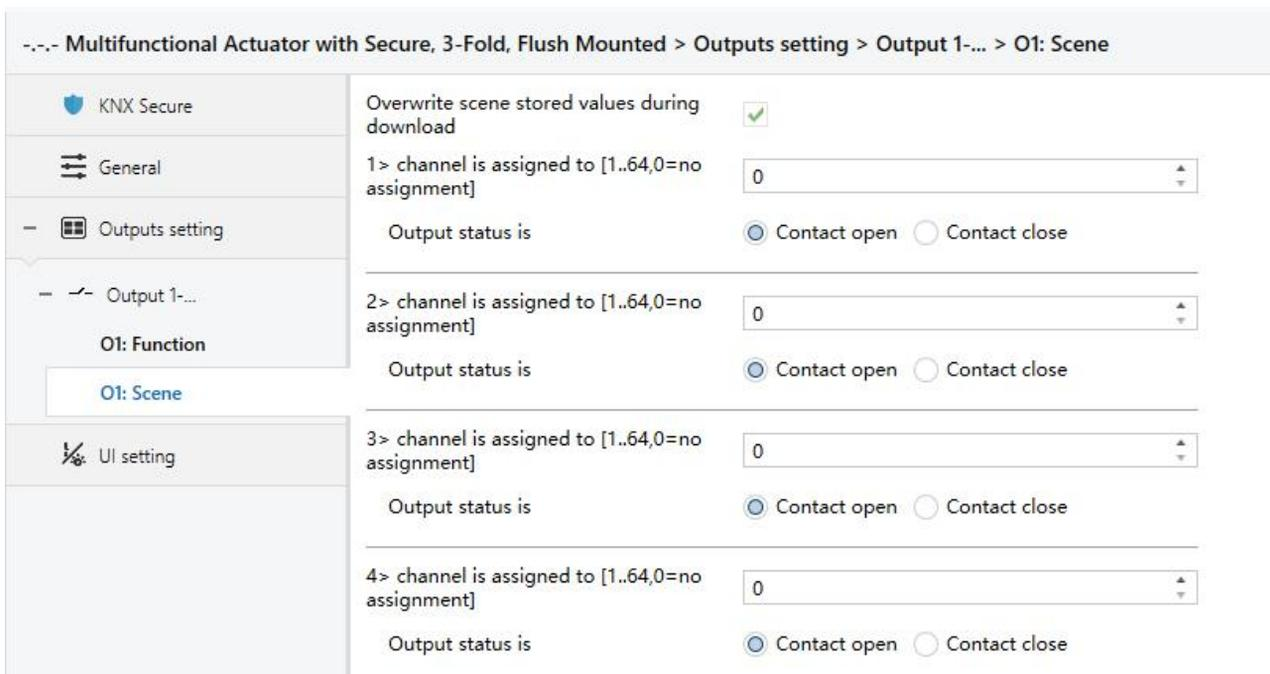 -.-.- Multifunctional Actuator with Secure, 3-Fold, Flush Mounted > Outputs setting > Output 1-... > O1: Scene
KNX Secure
General
Outputs setting
Output 1-...
O1: Function
O1: Scene
UI setting
Overwrite scene stored values during
download
1> channel is assigned to [1..64,0=no
assignment]
0
Output status is
Contact open
Contact close
2> channel is assigned to [1..64,0=no
assignment]
0
Output status is
Contact open
Contact close
3> channel is assigned to [1..64,0=no
assignment]
0
Output status is
Contact open
Contact close
4> channel is assigned to [1..64,0=no
assignment]
0
Output status is
Contact open
Contact close